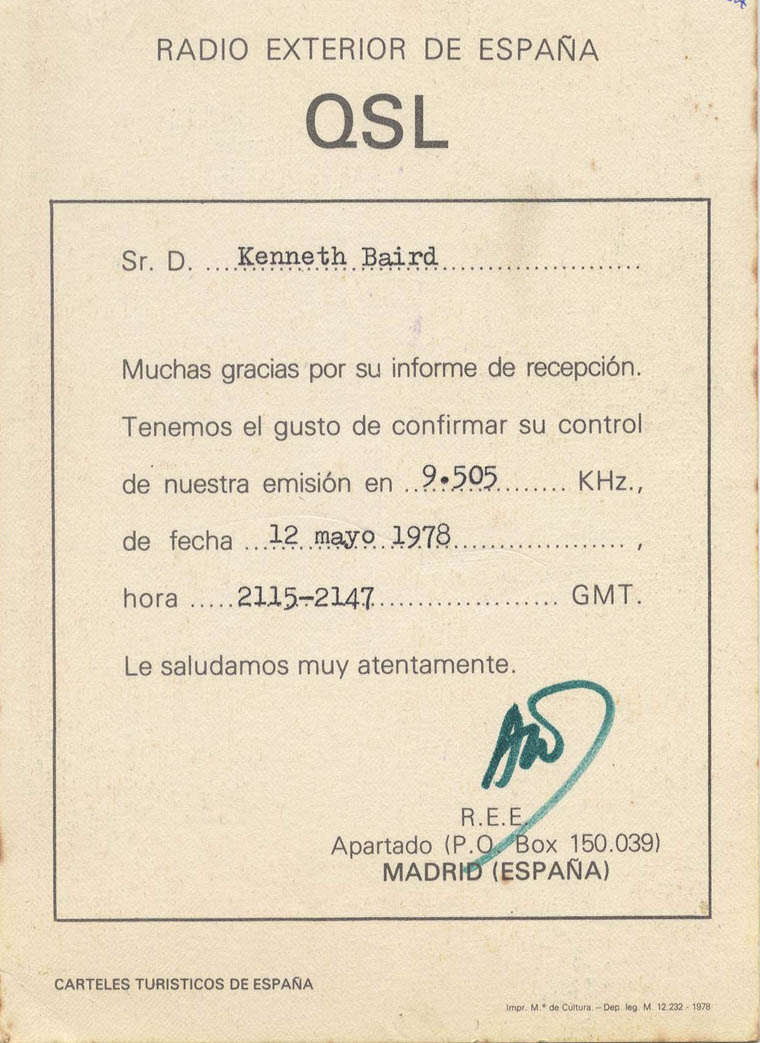 RADIO EXTERIOR DE ESPAÑA
QSL
Sr. D. ....Kenneth Baird..........................
Muchas gracias por su informe de recepción.
Tenemos el gusto de confirmar su control
de nuestra emisión en ..9.505........ KHz.,
de fecha ...12 mayo 1978...................... ,
hora .....2115-2147...................... GMT.
Le saludamos muy atentamente.
R.E.E.
Apartado (P.O. Box 150.039)
MADRID (ESPAÑA)
CARTELES TURISTICOS DE ESPAÑA
Impr. M.º de Cultura. – Dep. leg. M. 12.232 - 1978